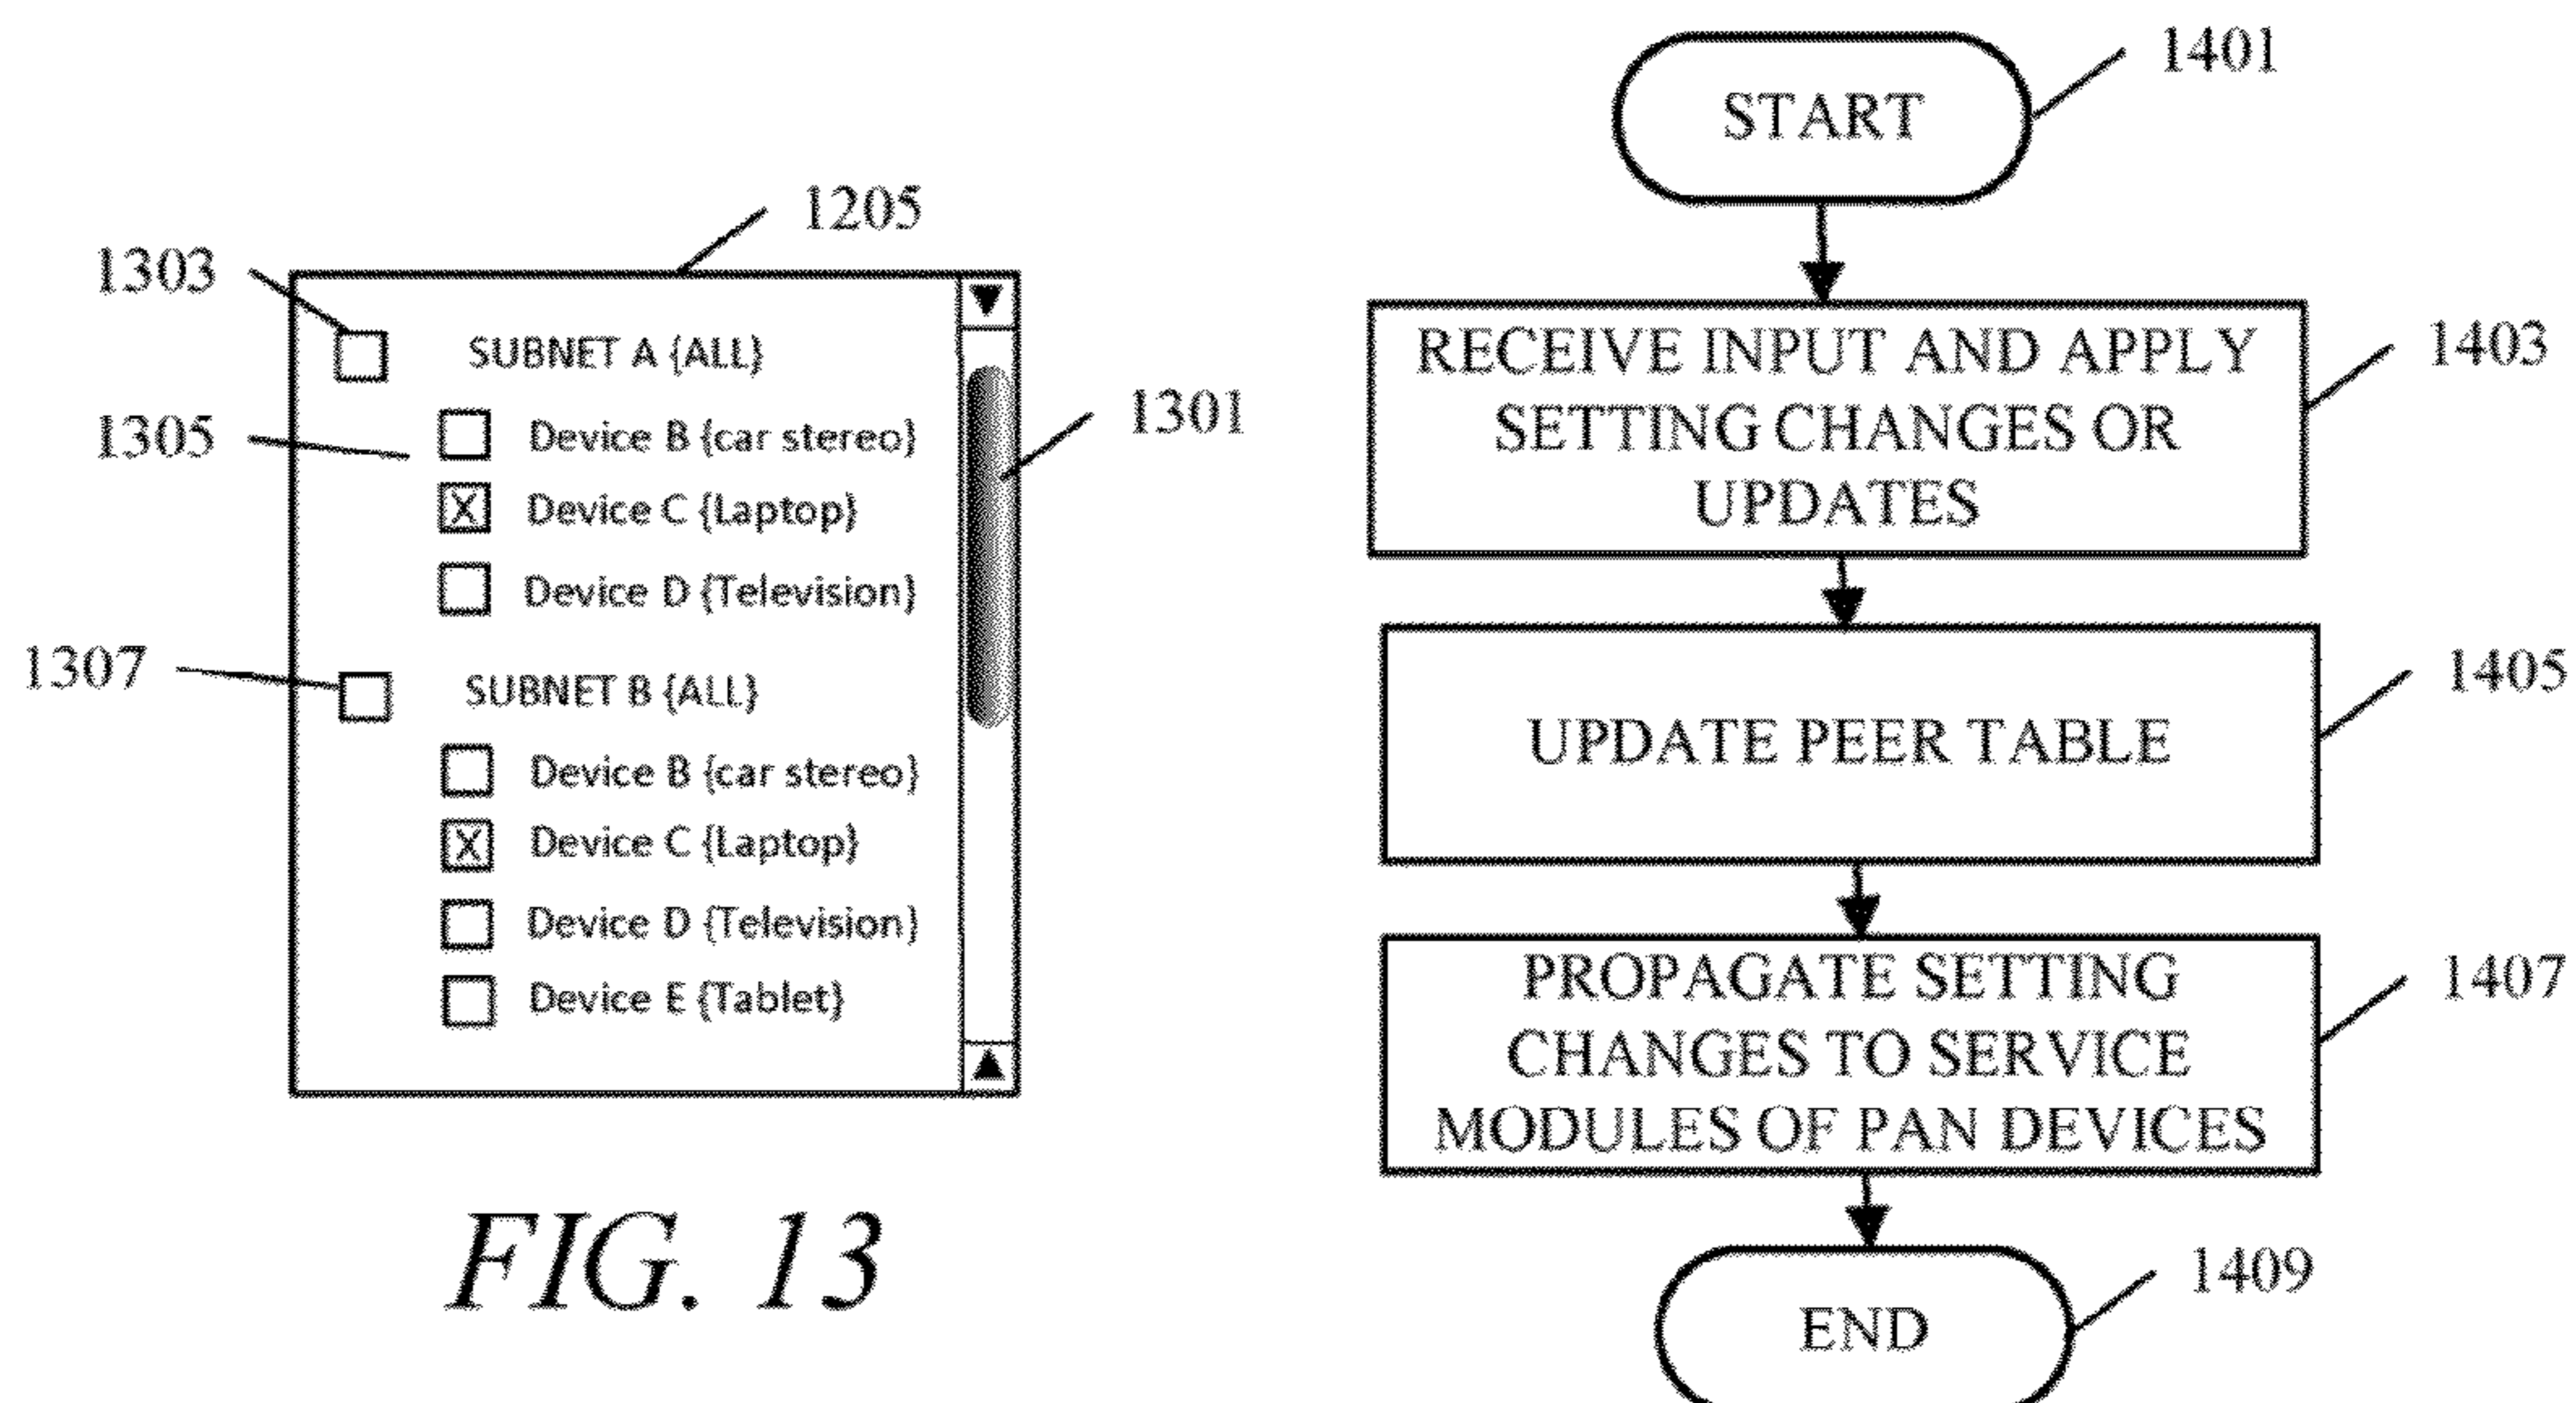 1205
1303
SUBNET A {ALL}
1305
Device B {car stereo}
1301
X Device C {Laptop}
Device D {Television}
1307
SUBNET B {ALL}
Device B {car stereo}
X Device C {Laptop}
Device D {Television}
Device E {Tablet}
FIG. 13
1401
START
RECEIVE INPUT AND APPLY
SETTING CHANGES OR
UPDATES
1403
UPDATE PEER TABLE
1405
PROPAGATE SETTING
CHANGES TO SERVICE
MODULES OF PAN DEVICES
1407
END
1409